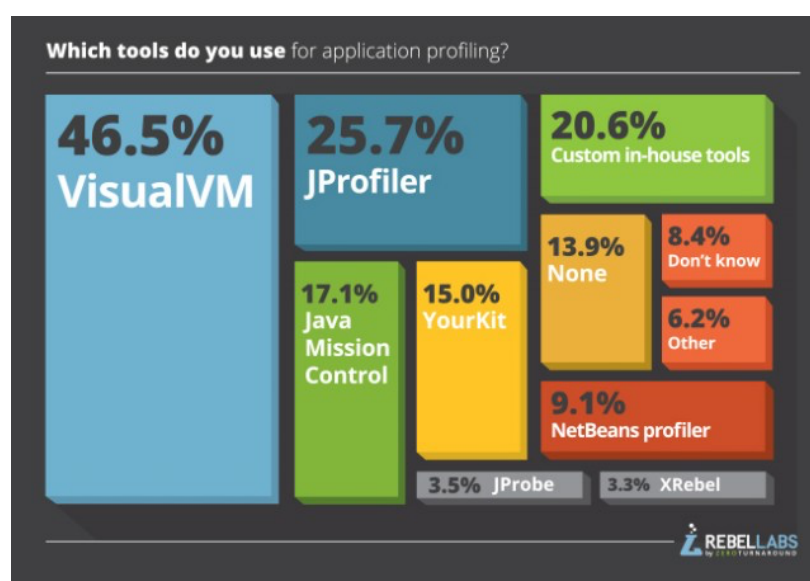 Which tools do you use for application profiling?
46.5%
VisualVM
25.7%
JProfiler
20.6%
Custom in-house tools
17.1%
Java
Mission
Control
15.0%
YourKit
13.9%
None
8.4%
Don't know
6.2%
Other
9.1%
NetBeans profiler
3.5% JProbe
3.3% XRebel
REBELLABS
by ZEROTURNAROUND